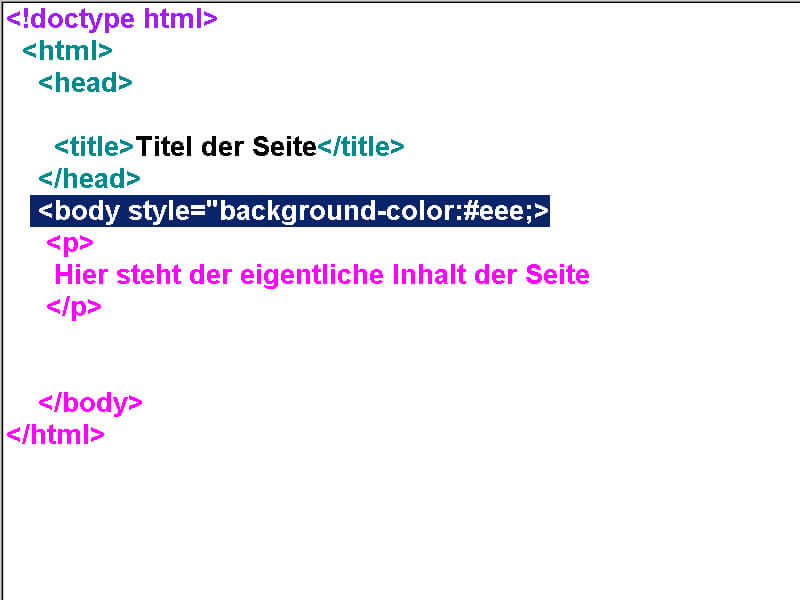 <!doctype html>
<html>
<head>
<title>Titel der Seite</title>
</head>
<body style="background-color:#eee;>
<p>
Hier steht der eigentliche Inhalt der Seite
</p>
</body>
</html>